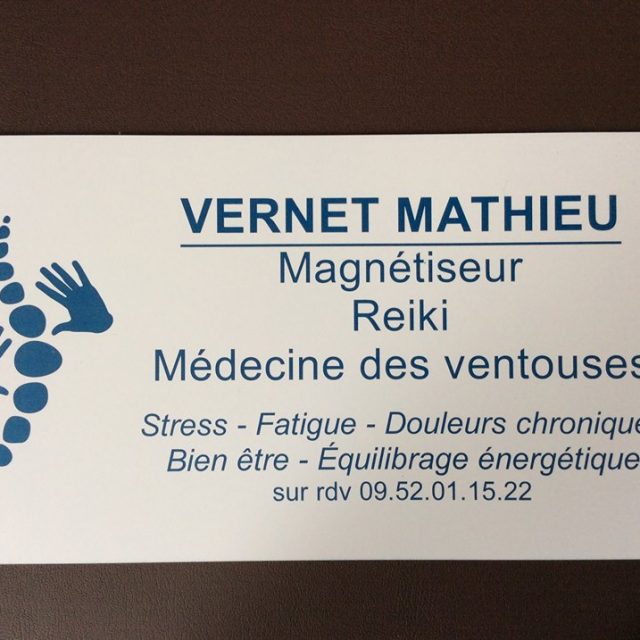 VERNET MATHIEU
Magnétiseur
Reiki
Médecine des ventouses
Stress - Fatigue - Douleurs chronique
Bien être - Équilibrage énergétique
sur rdv 09.52.01.15.22